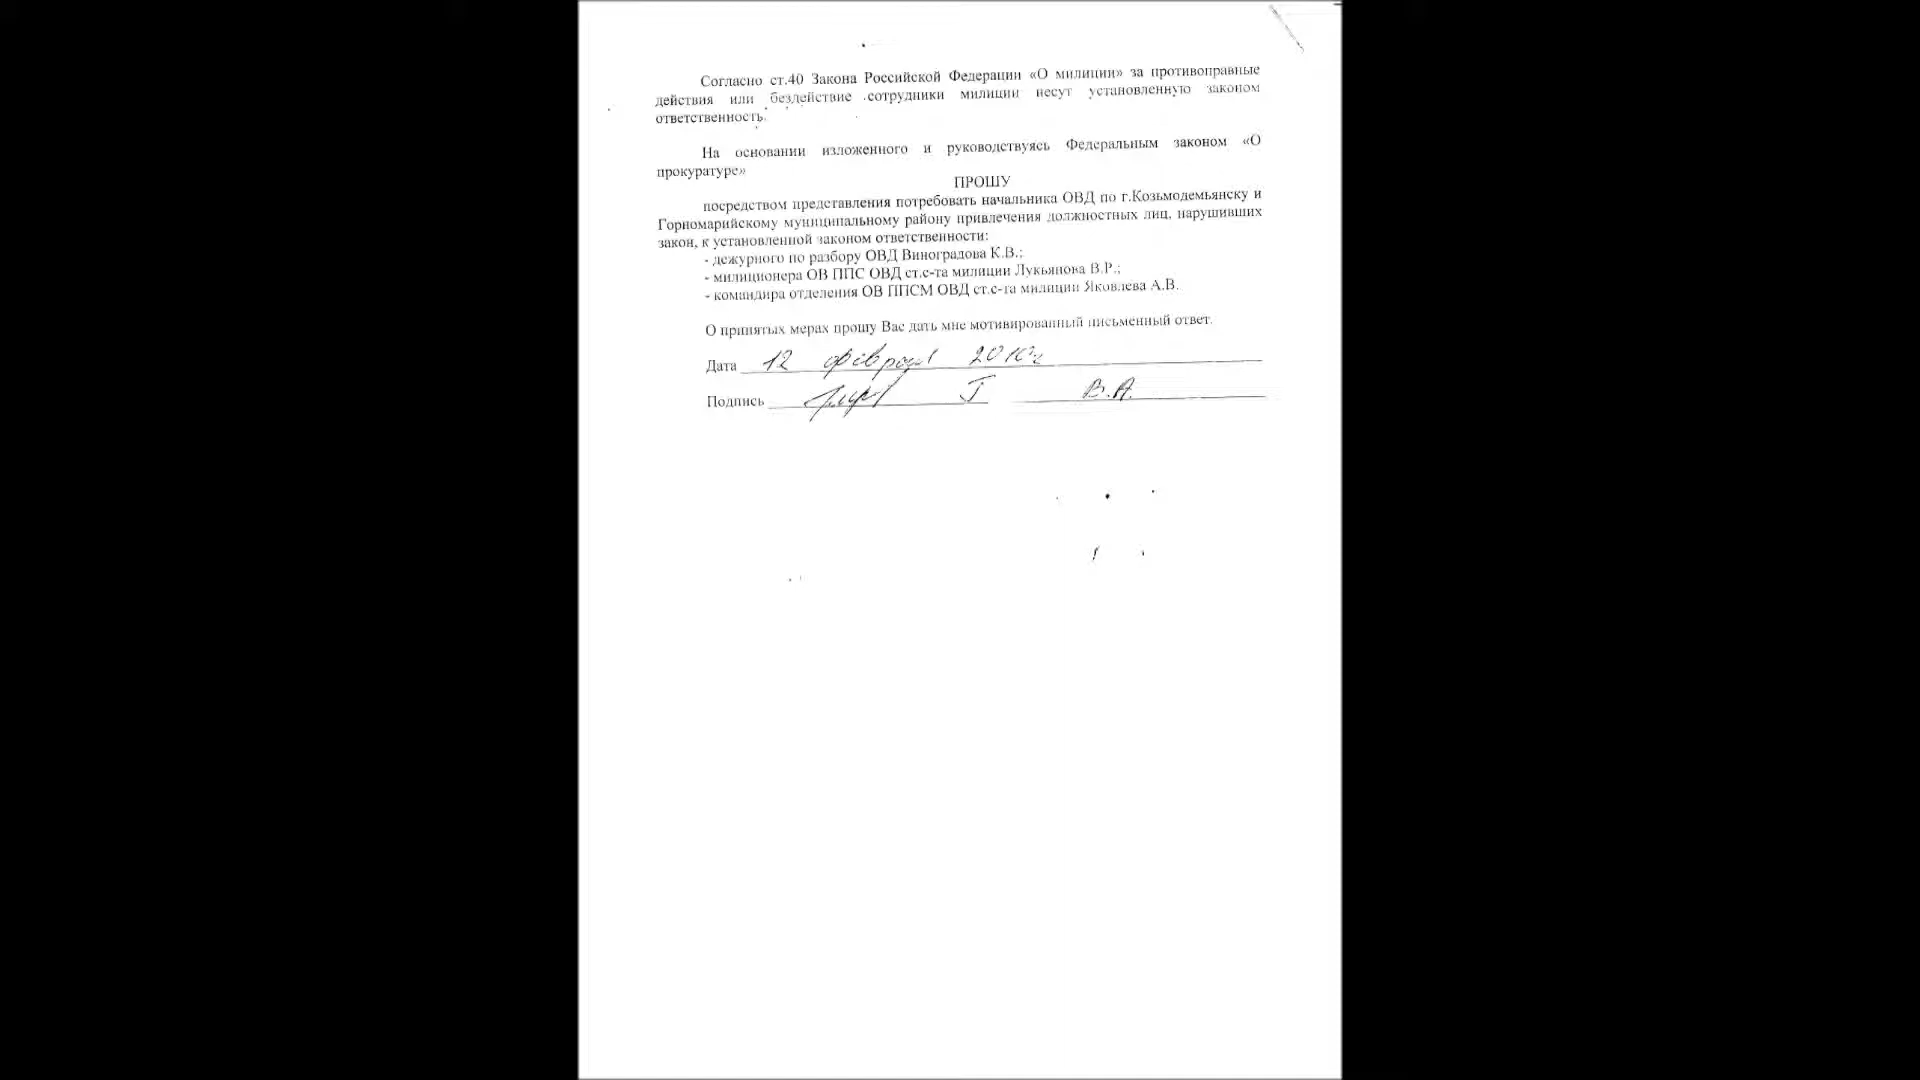 Согласно ст.40 Закона Российской Федерации «О милиции» за противоправные
действия или бездействие сотрудники милиции несут установленную законом
ответственность.
На основании изложенного и руководствуясь Федеральным законом «О
прокуратуре»
ПРОШУ
посредством представления потребовать начальника ОВД по г.Козьмодемьянску и
Горномарийскому муниципальному району привлечения должностных лиц, нарушивших
закон, к установленной законом ответственности:
- дежурного по разбору ОВД Виноградова К.В.;
- милиционера ОВ ППС ОВД ст.с-та милиции Лукьянова В.Р.;
- командира отделения ОВ ППСМ ОВД ст.с-та милиции Яковлева А.В.
О принятых мерах прошу Вас дать мне мотивированный письменный ответ.
Дата 12 февраля 2010г
Подпись В.А.